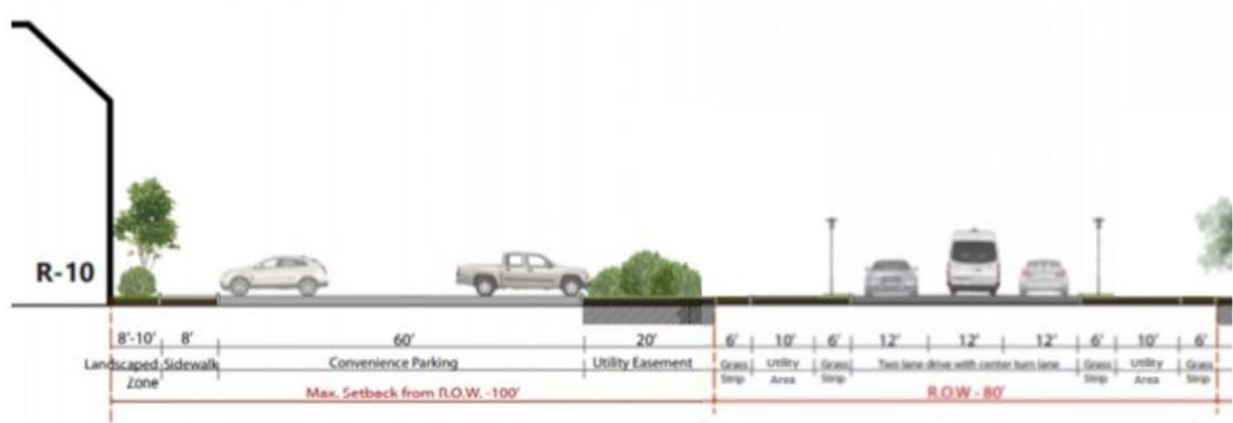 R-10
8'-10' 8' 60' 20' 6' 10' 6' 12' 12' 12' 6' 10' 6'
Landscaped Sidewalk Convenience Parking Utility Easement Grass Utility Grass Two lane drive with center turn lane Grass Utility Grass
Zone Strip Area Strip Strip Area Strip
Max. Setback from R.O.W. -100' R.O.W - 80'